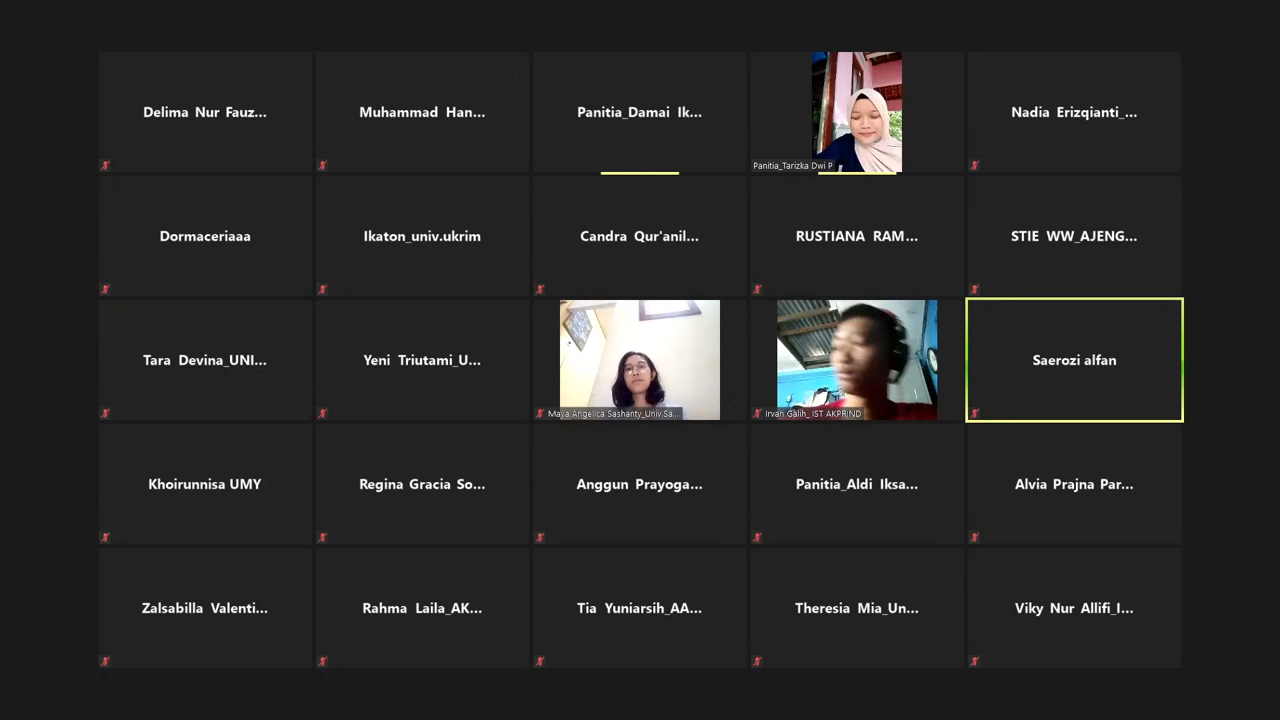 Delima Nur Fauz...
Muhammad Han...
Panitia_Damai Ik...
Panitia_Tarizka Dwi P
Nadia Erizqianti_...
Dormaceriaaa
Ikaton_univ.ukrim
Candra Qur'anil...
RUSTIANA RAM...
STIE WW_AJENG...
Tara Devina_UNI...
Yeni Triutami_U...
Maya Angelica Sashanty_Univ.Sa...
Irvan Galih_ IST AKPRIND
Saerozi alfan
Khoirunnisa UMY
Regina Gracia So...
Anggun Prayoga...
Panitia_Aldi Iksa...
Alvia Prajna Par...
Zalsabilla Valenti...
Rahma Laila_AK...
Tia Yuniarsih_AA...
Theresia Mia_Un...
Viky Nur Allifi_I...